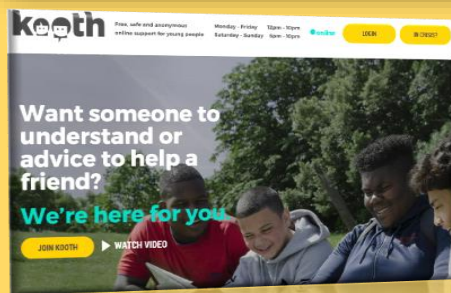 kooth
Free, safe and anonymous
online support for young people
Monday - Friday 12pm - 10pm
Saturday - Sunday 6pm - 10pm
online
LOGIN
IN CRISIS?
Want someone to
understand or
advice to help a
friend?
We're here for you.
JOIN KOOTH
WATCH VIDEO